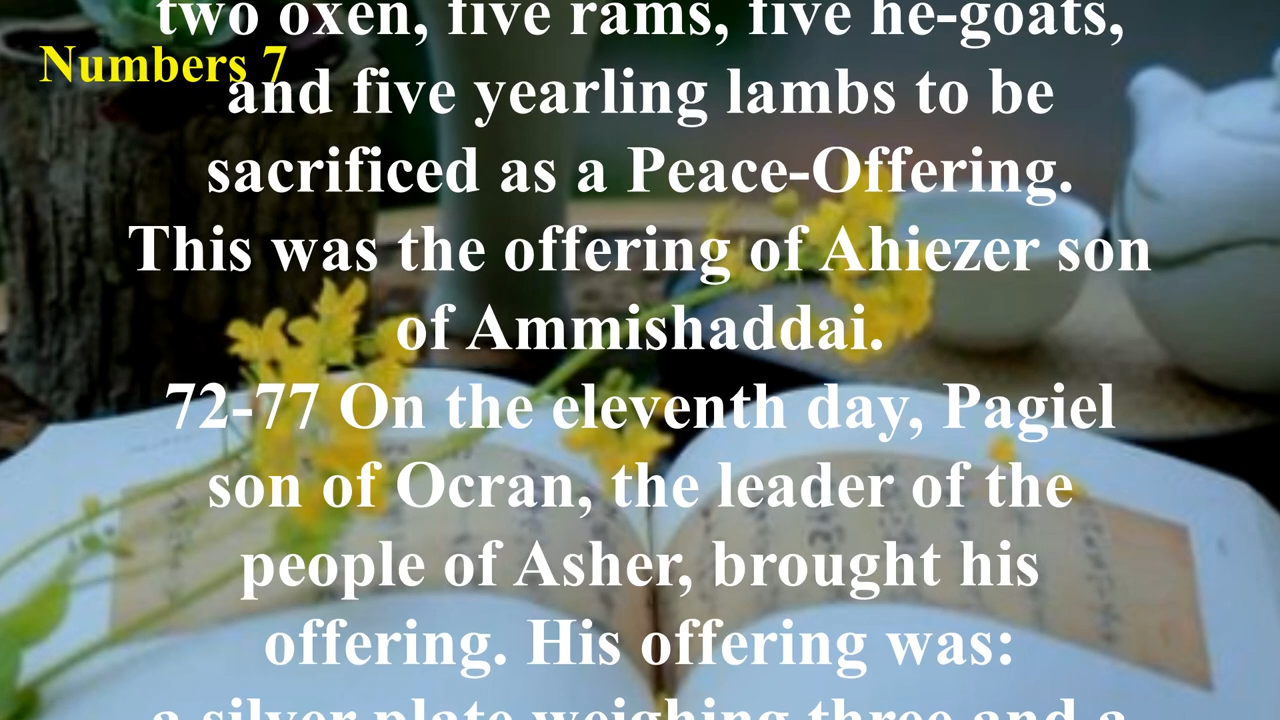 two oxen, five rams, five he-goats,
Numbers 7
and five yearling lambs to be
sacrificed as a Peace-Offering.
This was the offering of Ahiezer son
of Ammishaddai.
72-77 On the eleventh day, Pagiel
son of Ocran, the leader of the
people of Asher, brought his
offering. His offering was:
a silver plate weighing three and a